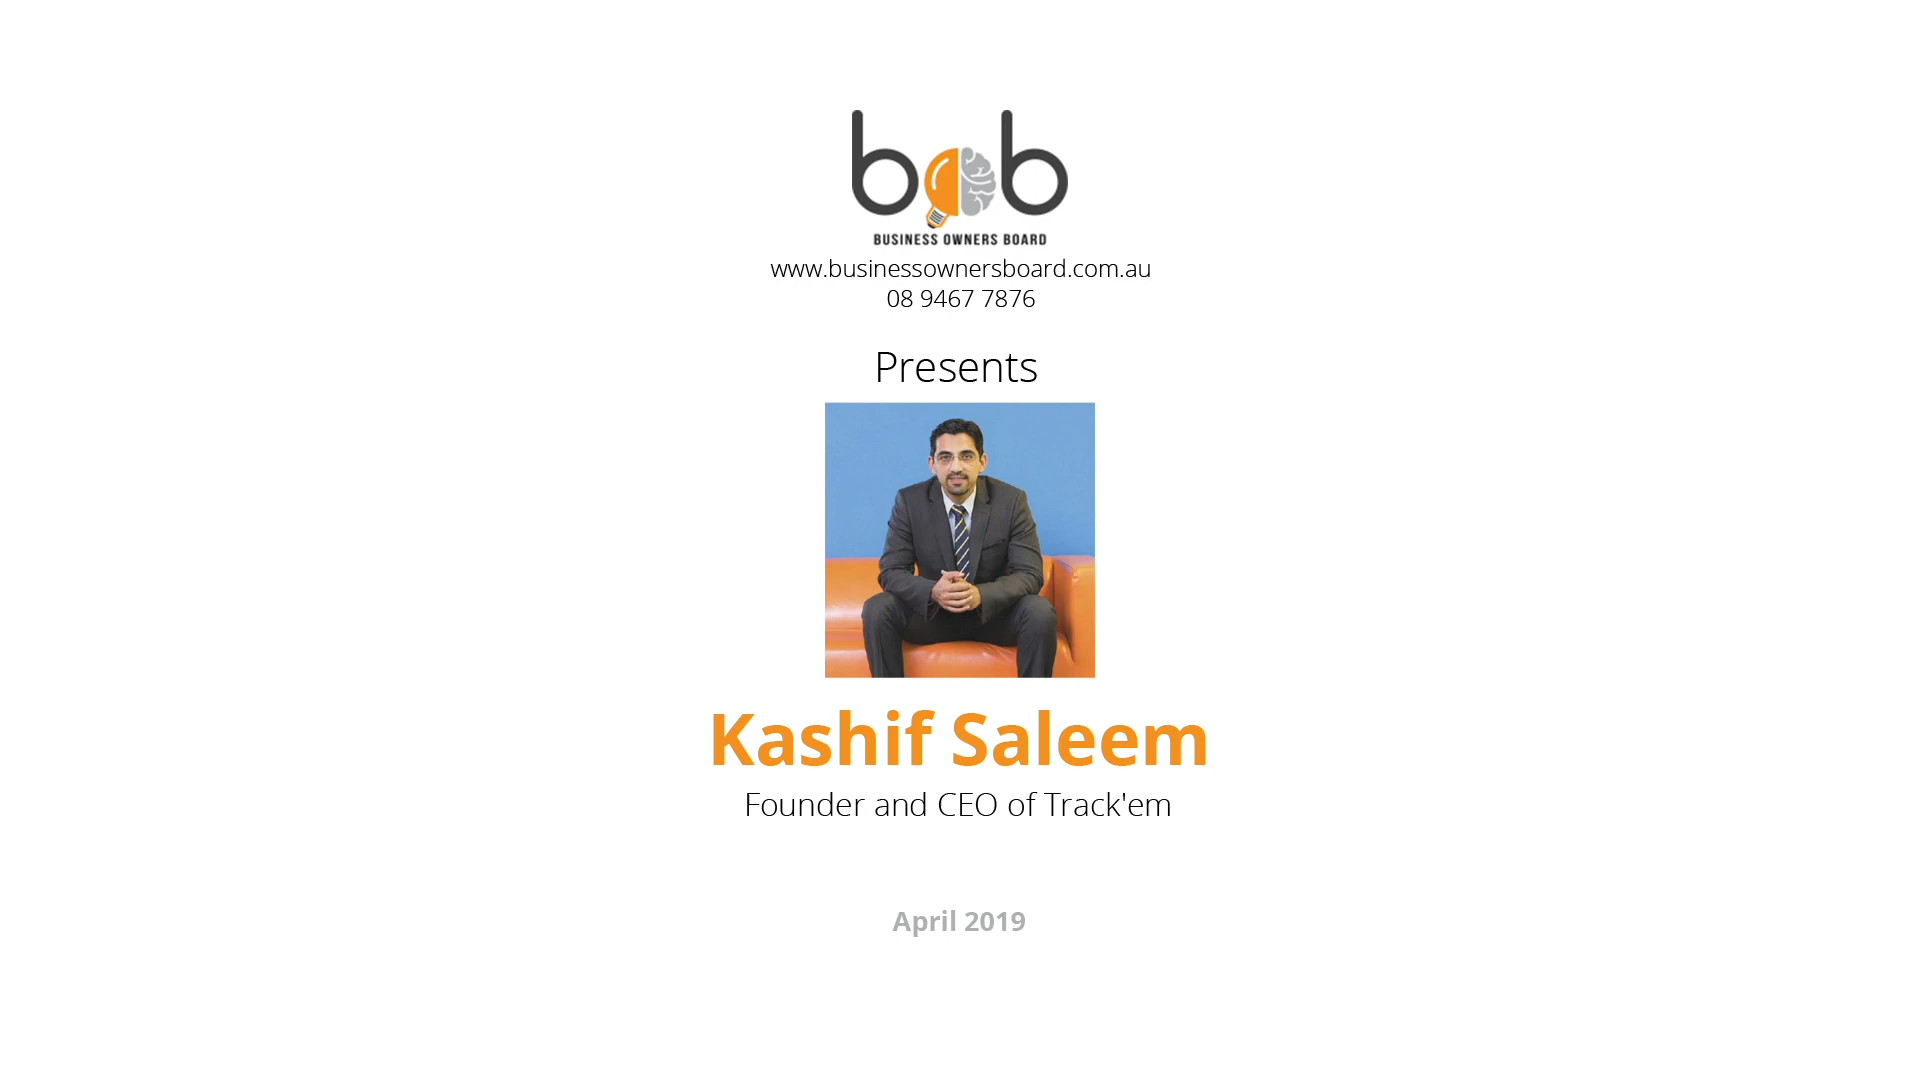 bob
BUSINESS OWNERS BOARD
www.businessownersboard.com.au
08 9467 7876
Presents
Kashif Saleem
Founder and CEO of Track'em
April 2019